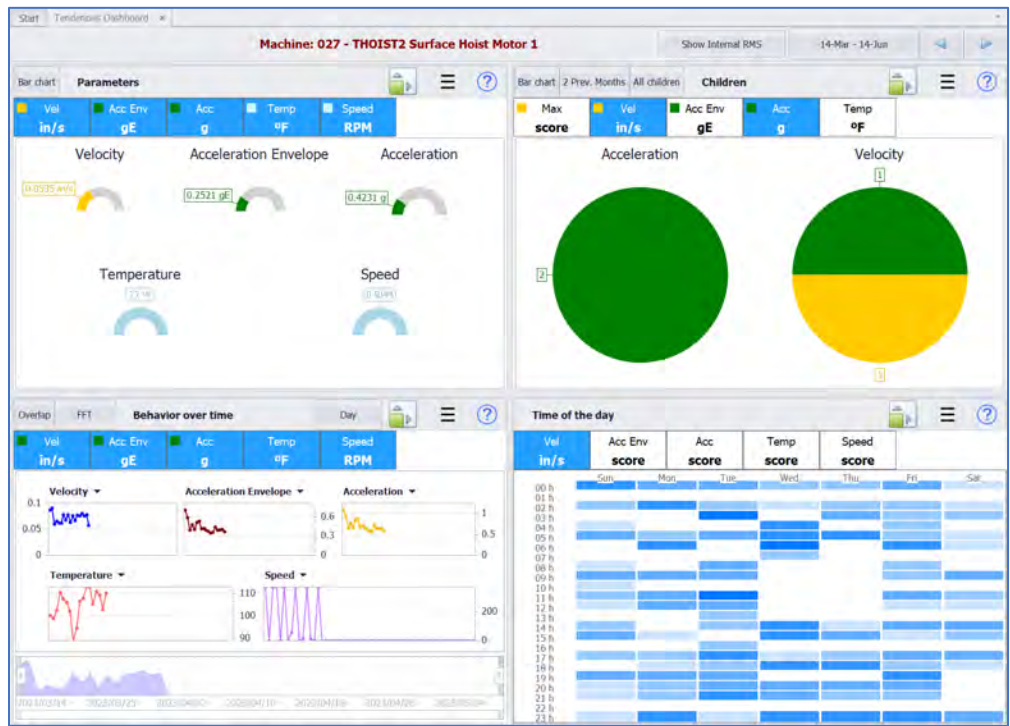 Start
Machine: 027 - THOIST2 Surface Hoist Motor 1
Show Internal RMS
14-Mar - 14-Jun
Bar chart
Parameters
?
Vel
Acc Env
Acc
Temp
Speed
in/s
gE
g
ºF
RPM
Velocity
Acceleration Envelope
Acceleration
0.2521 gE
0.4231 g
Temperature
Speed
Bar chart
2 Prev. Months
All children
Children
?
Max
Vel
Acc Env
Acc
Temp
score
in/s
gE
g
ºF
Acceleration
Velocity
1
2
1
Overlap
FFT
Behavior over time
Day
?
Vel
Acc Env
Acc
Temp
Speed
in/s
gE
g
ºF
RPM
Velocity
Acceleration Envelope
Acceleration
0.1
0.05
0
0.6
0.3
0
1
0.5
0
Temperature
Speed
110
100
90
200
0
Time of the day
?
Vel
Acc Env
Acc
Temp
Speed
in/s
score
score
score
score
Sun
Mon
Tue
Wed
Thu
Fri
Sat
00 h
01 h
02 h
03 h
04 h
05 h
06 h
07 h
08 h
09 h
10 h
11 h
12 h
13 h
14 h
15 h
16 h
17 h
18 h
19 h
20 h
21 h
22 h
23 h